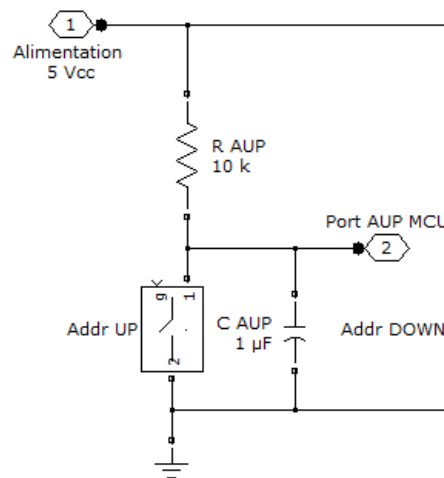 1
Alimentation
5 Vcc
R AUP
10 k
Port AUP MCU
2
g 1
Addr UP
2
C AUP
1 µF
Addr DOWN